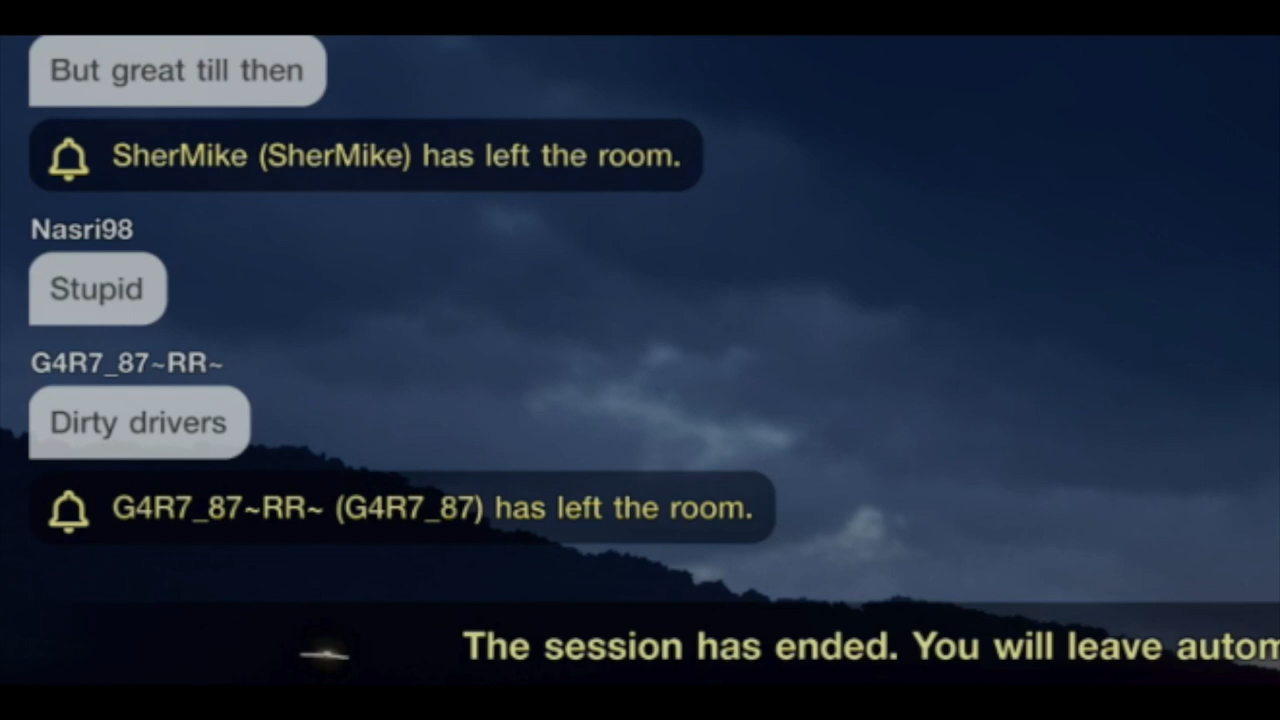 But great till then
SherMike (SherMike) has left the room.
Nasri98
Stupid
G4R7_87~RR~
Dirty drivers
G4R7_87~RR~ (G4R7_87) has left the room.
The session has ended. You will leave autom